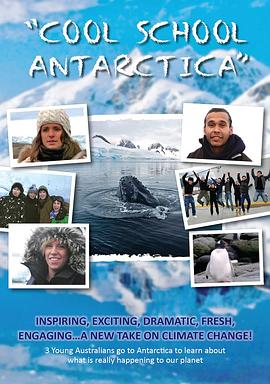 "COOL SCHOOL
ANTARCTICA"
INSPIRING, EXCITING, DRAMATIC, FRESH,
ENGAGING...A NEW TAKE ON CLIMATE CHANGE!
3 Young Australians go to Antarctica to learn about
what is really happening to our planet